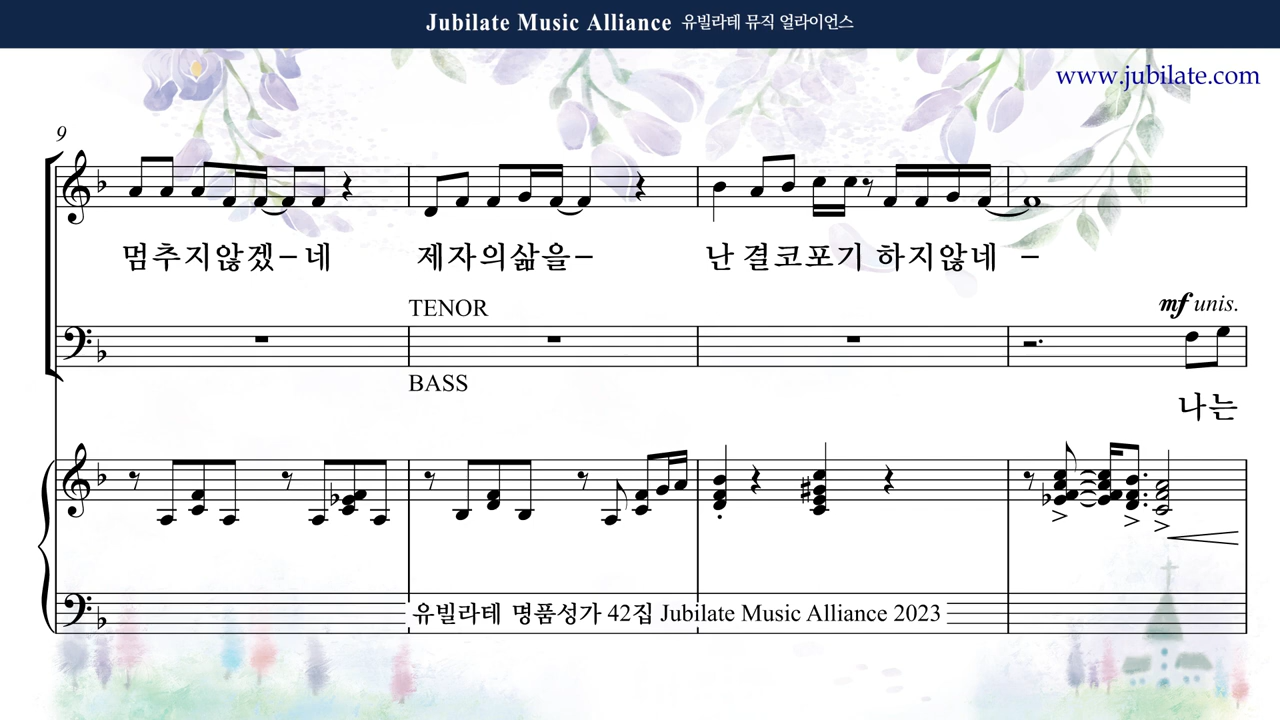 Jubilate Music Alliance 유빌라테 뮤직 얼라이언스
www.jubilate.com
9
멈추지않겠-네 제자의삶을- 난 결코포기 하지않네 -
TENOR
mf unis.
BASS
나는
유빌라테 명품성가 42집 Jubilate Music Alliance 2023